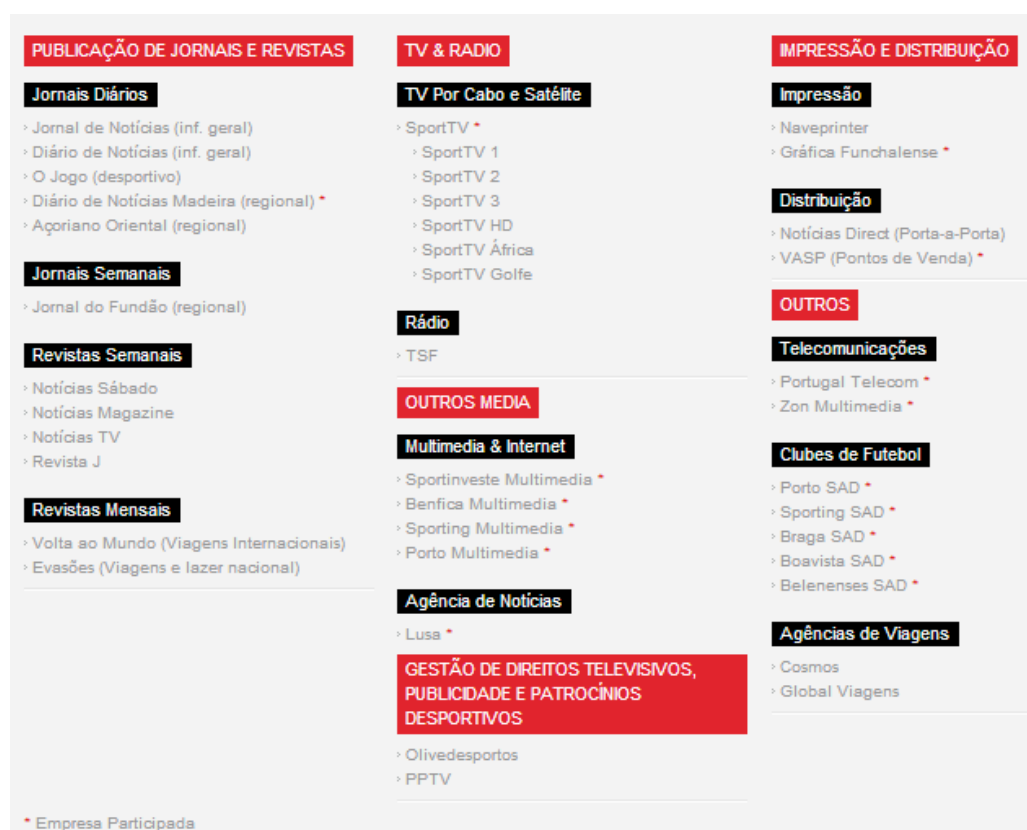 PUBLICAÇÃO DE JORNAIS E REVISTAS
Jornais Diários
› Jornal de Notícias (inf. geral)
› Diário de Notícias (inf. geral)
› O Jogo (desportivo)
› Diário de Notícias Madeira (regional) *
› Açoriano Oriental (regional)
Jornais Semanais
› Jornal do Fundão (regional)
Revistas Semanais
› Notícias Sábado
› Notícias Magazine
› Notícias TV
› Revista J
Revistas Mensais
› Volta ao Mundo (Viagens Internacionais)
› Evasões (Viagens e lazer nacional)
TV & RADIO
TV Por Cabo e Satélite
› SportTV *
› SportTV 1
› SportTV 2
› SportTV 3
› SportTV HD
› SportTV África
› SportTV Golfe
Rádio
› TSF
OUTROS MEDIA
Multimedia & Internet
› Sportinveste Multimedia *
› Benfica Multimedia *
› Sporting Multimedia *
› Porto Multimedia *
Agência de Notícias
› Lusa *
GESTÃO DE DIREITOS TELEVISIVOS,
PUBLICIDADE E PATROCÍNIOS
DESPORTIVOS
› Olivedesportos
› PPTV
IMPRESSÃO E DISTRIBUIÇÃO
Impressão
› Naveprinter
› Gráfica Funchalense *
Distribuição
› Notícias Direct (Porta-a-Porta)
› VASP (Pontos de Venda) *
OUTROS
Telecomunicações
› Portugal Telecom *
› Zon Multimedia *
Clubes de Futebol
› Porto SAD *
› Sporting SAD *
› Braga SAD *
› Boavista SAD *
› Belenenses SAD *
Agências de Viagens
› Cosmos
› Global Viagens
* Empresa Participada